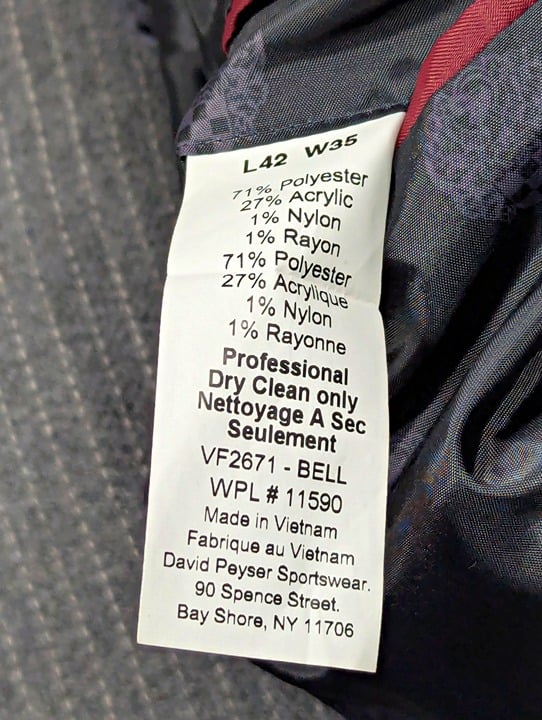 L42 W35
71% Polyester
27% Acrylic
1% Nylon
1% Rayon
71% Polyester
27% Acrylique
1% Nylon
1% Rayonne
Professional
Dry Clean only
Nettoyage A Sec
Seulement
VF2671 - BELL
WPL # 11590
Made in Vietnam
Fabrique au Vietnam
David Peyser Sportswear.
90 Spence Street.
Bay Shore, NY 11706